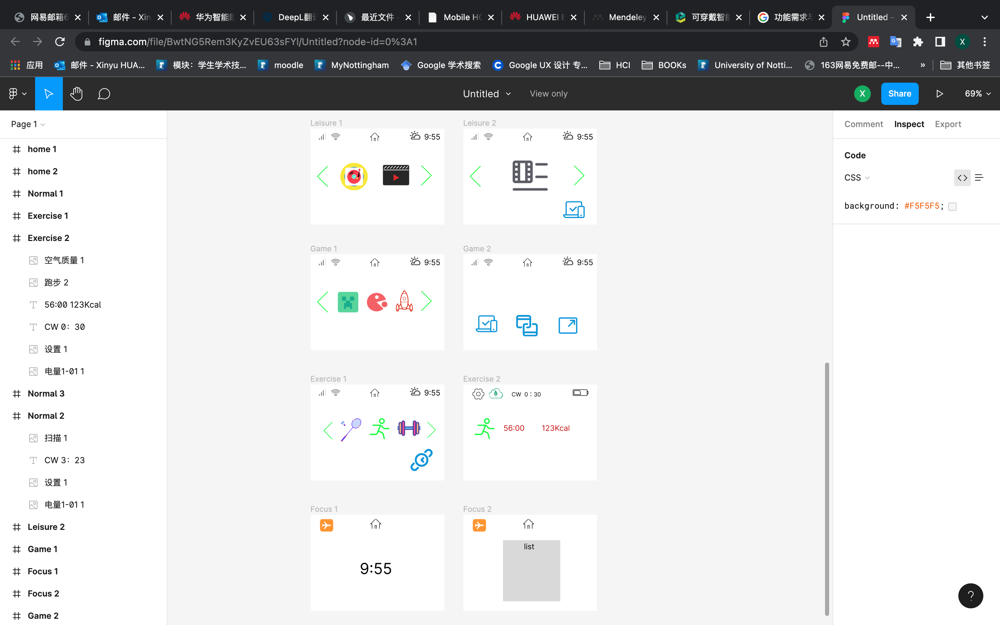 网易邮箱6
邮件 - Xin
华为智能眼
DeepL翻译
最近文件 -
Mobile HC
HUAWEI E
Mendeley
可穿戴智能
功能需求与
Untitled –
figma.com/file/BwtNG5Rem3KyZvEU63sFYl/Untitled?node-id=0%3A1
X
应用
邮件 - Xinyu HUA...
模块：学生学术技...
moodle
MyNottingham
Google 学术搜索
Google UX 设计 专...
HCI
BOOKs
University of Notti...
163网易免费邮--中...
»
其他书签
Untitled
View only
X
Share
69%
Page 1
home 1
home 2
Normal 1
Exercise 1
Exercise 2
空气质量 1
跑步 2
56:00 123Kcal
CW 0：30
设置 1
电量1-01 1
Normal 3
Normal 2
扫描 1
CW 3：23
设置 1
电量1-01 1
Leisure 2
Game 1
Focus 1
Focus 2
Game 2
Leisure 1
9:55
Leisure 2
9:55
Game 1
9:55
Game 2
9:55
Exercise 1
9:55
Exercise 2
CW 0：30
56:00 123Kcal
Focus 1
9:55
Focus 2
list
Comment Inspect Export
Code
CSS
background: #F5F5F5;
?